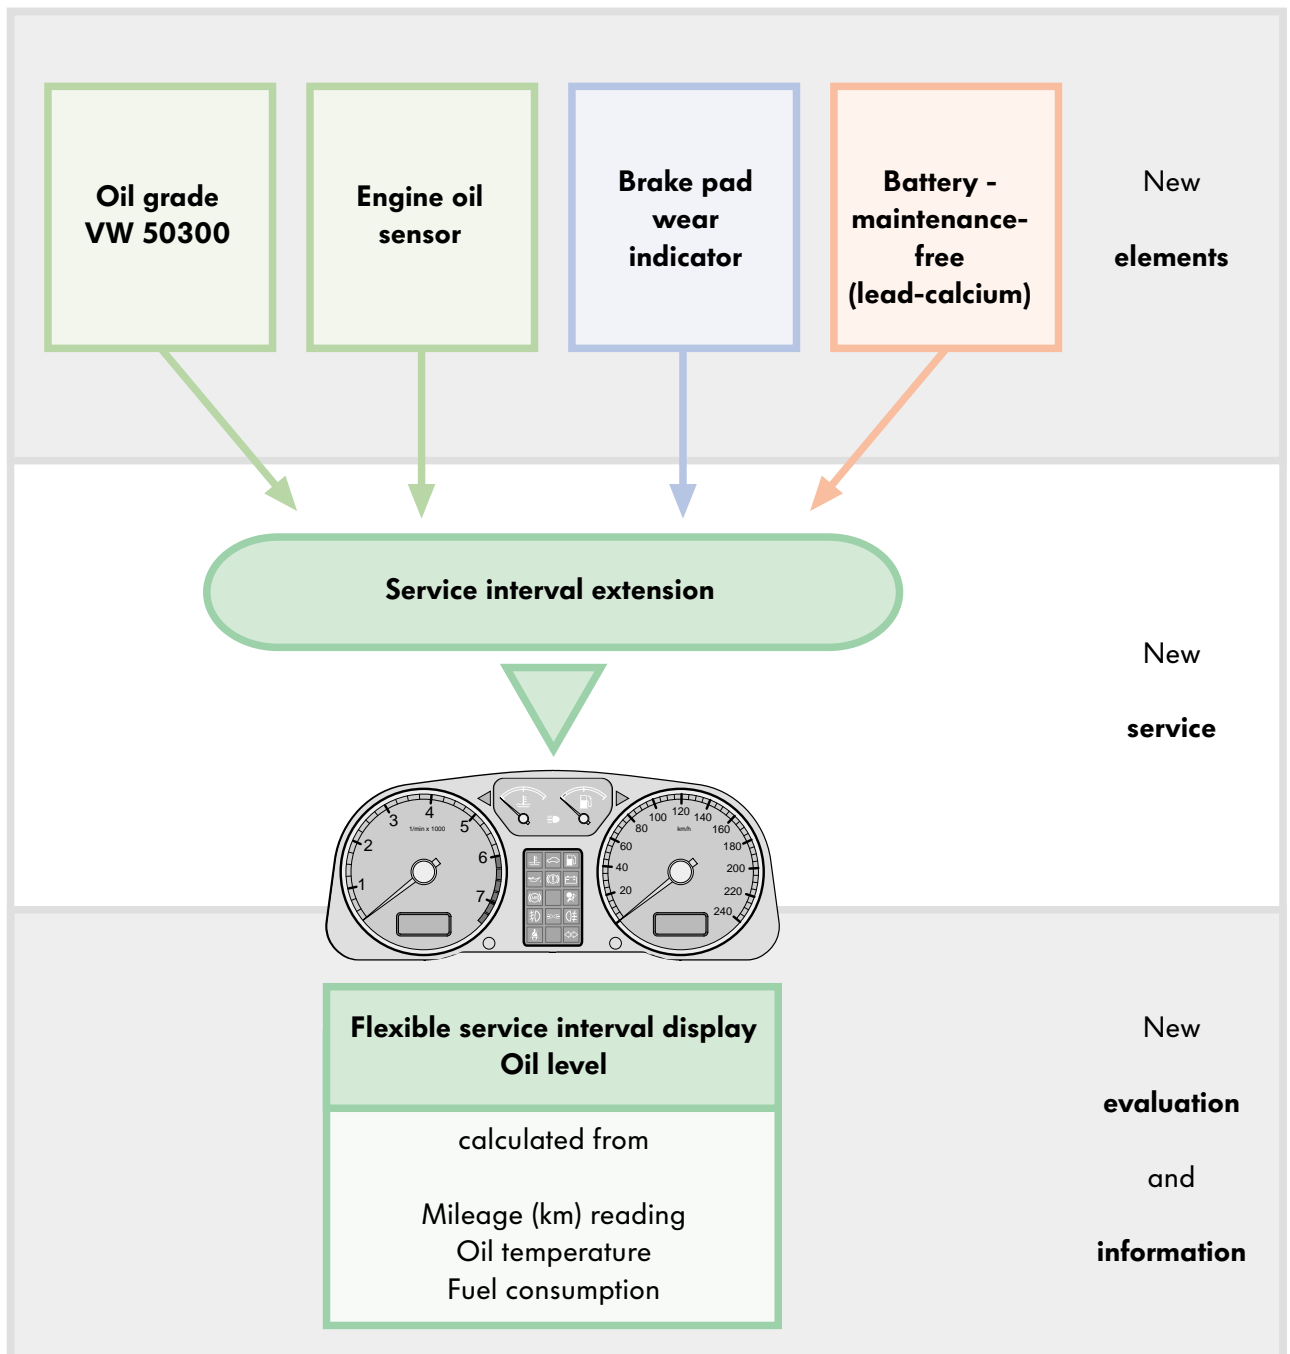 Oil grade
VW 50300
Engine oil
sensor
Brake pad
wear
indicator
Battery -
maintenance-
free
(lead-calcium)
New
elements
Service interval extension
New
service
1
2
3
4
5
6
7
1/min x 1000
20
40
60
80
100
120
140
160
180
200
220
240
km/h
Flexible service interval display
Oil level
calculated from
Mileage (km) reading
Oil temperature
Fuel consumption
New
evaluation
and
information